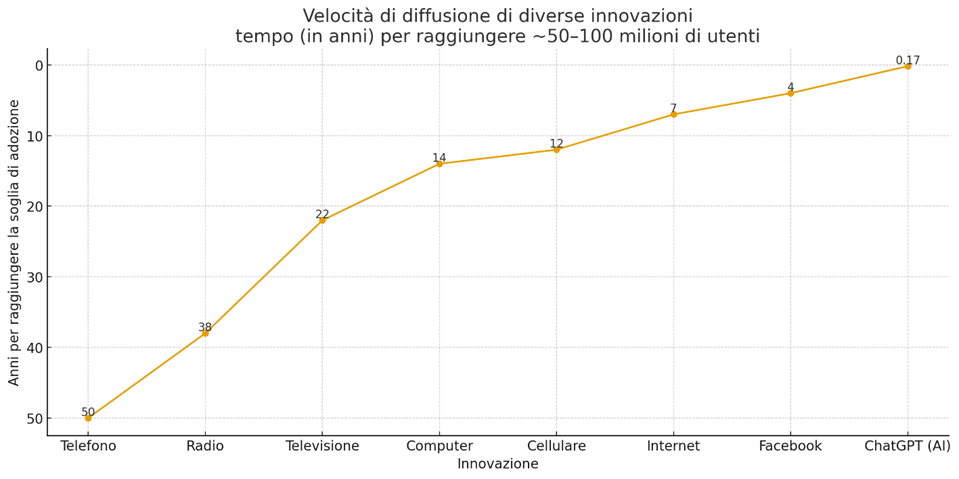 Velocità di diffusione di diverse innovazioni
tempo (in anni) per raggiungere ~50–100 milioni di utenti
Anni per raggiungere la soglia di adozione
0
10
20
30
40
50
50
38
22
14
12
7
4
0.17
Telefono
Radio
Televisione
Computer
Cellulare
Internet
Facebook
ChatGPT (AI)
Innovazione